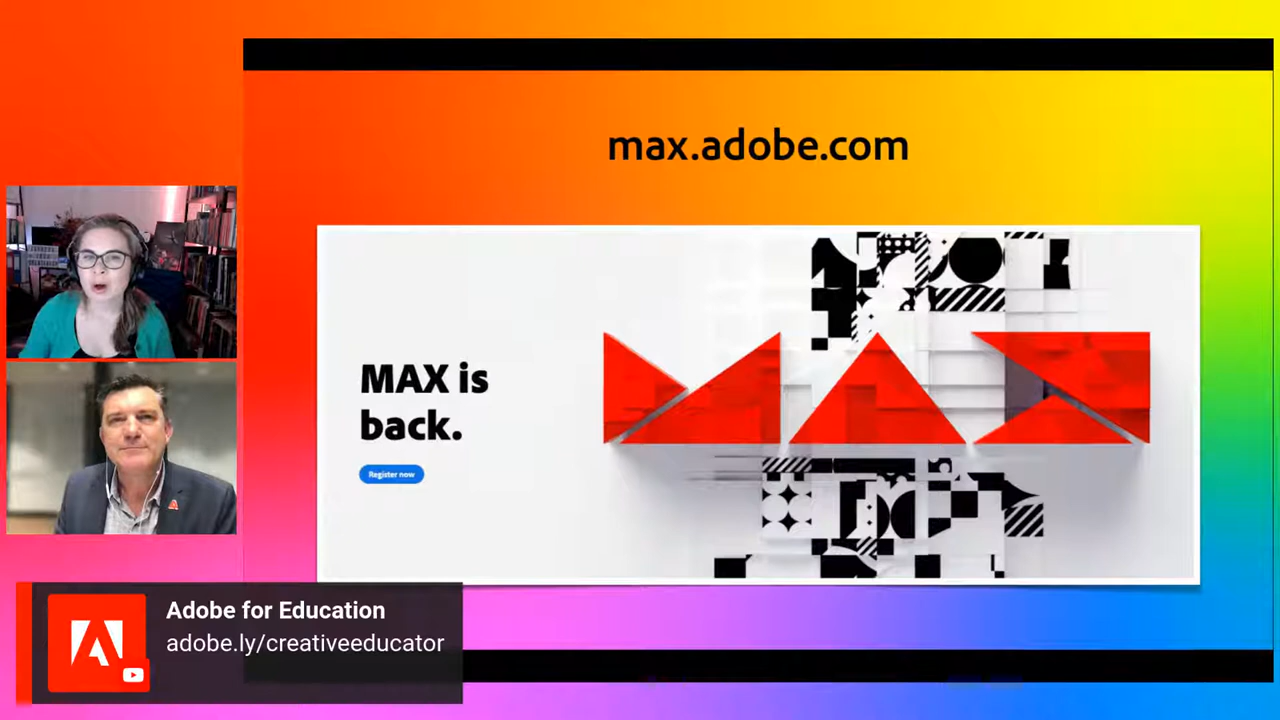 max.adobe.com
MAX is
back.
Register now
MAX
Adobe for Education
adobe.ly/creativeeducator